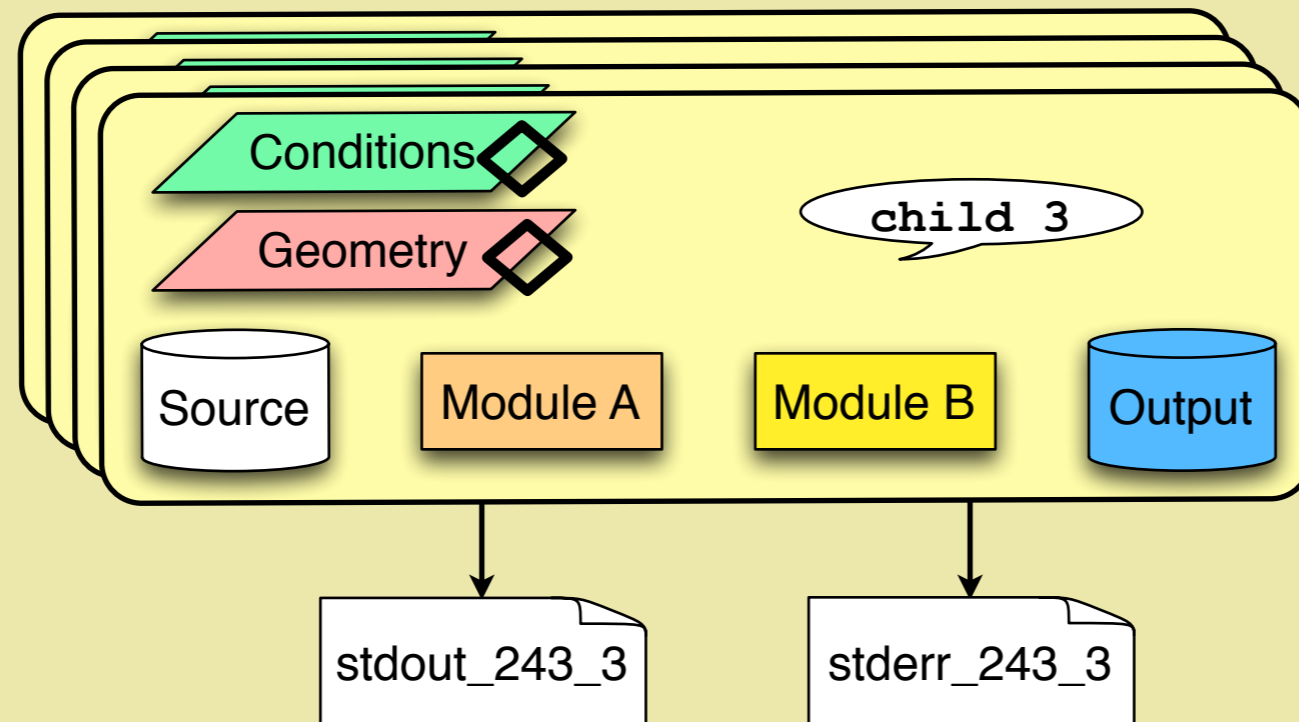 Conditions
child 3
Geometry
Source
Module A
Module B
Output
stdout_243_3
stderr_243_3